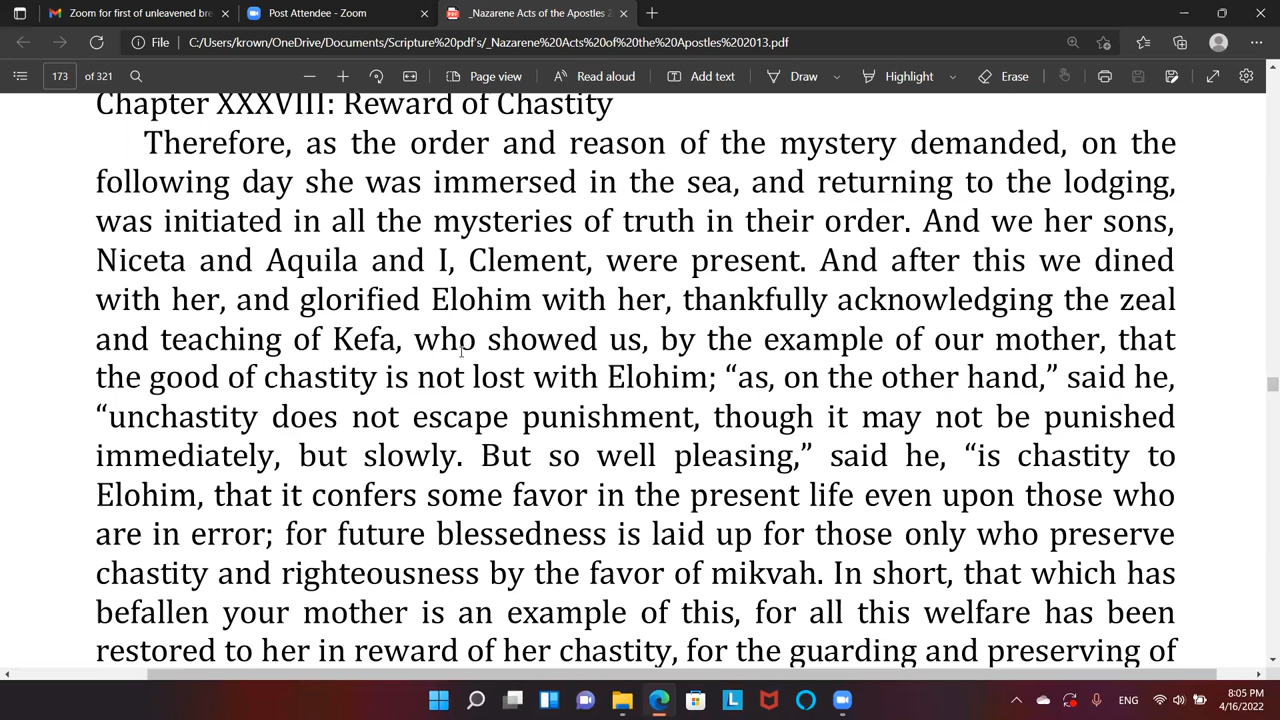 Zoom for first of unleavened bre
Post Attendee - Zoom
_Nazarene Acts of the Apostles 2
File
C:/Users/krown/OneDrive/Documents/Scripture%20pdf's/_Nazarene%20Acts%20of%20the%20Apostles%202013.pdf
173 of 321
Page view
Read aloud
Add text
Draw
Highlight
Erase
Chapter XXXVIII: Reward of Chastity
Therefore, as the order and reason of the mystery demanded, on the
following day she was immersed in the sea, and returning to the lodging,
was initiated in all the mysteries of truth in their order. And we her sons,
Niceta and Aquila and I, Clement, were present. And after this we dined
with her, and glorified Elohim with her, thankfully acknowledging the zeal
and teaching of Kefa, who showed us, by the example of our mother, that
the good of chastity is not lost with Elohim; “as, on the other hand,” said he,
“unchastity does not escape punishment, though it may not be punished
immediately, but slowly. But so well pleasing,” said he, “is chastity to
Elohim, that it confers some favor in the present life even upon those who
are in error; for future blessedness is laid up for those only who preserve
chastity and righteousness by the favor of mikvah. In short, that which has
befallen your mother is an example of this, for all this welfare has been
restored to her in reward of her chastity, for the guarding and preserving of
ENG
8:05 PM
4/16/2022